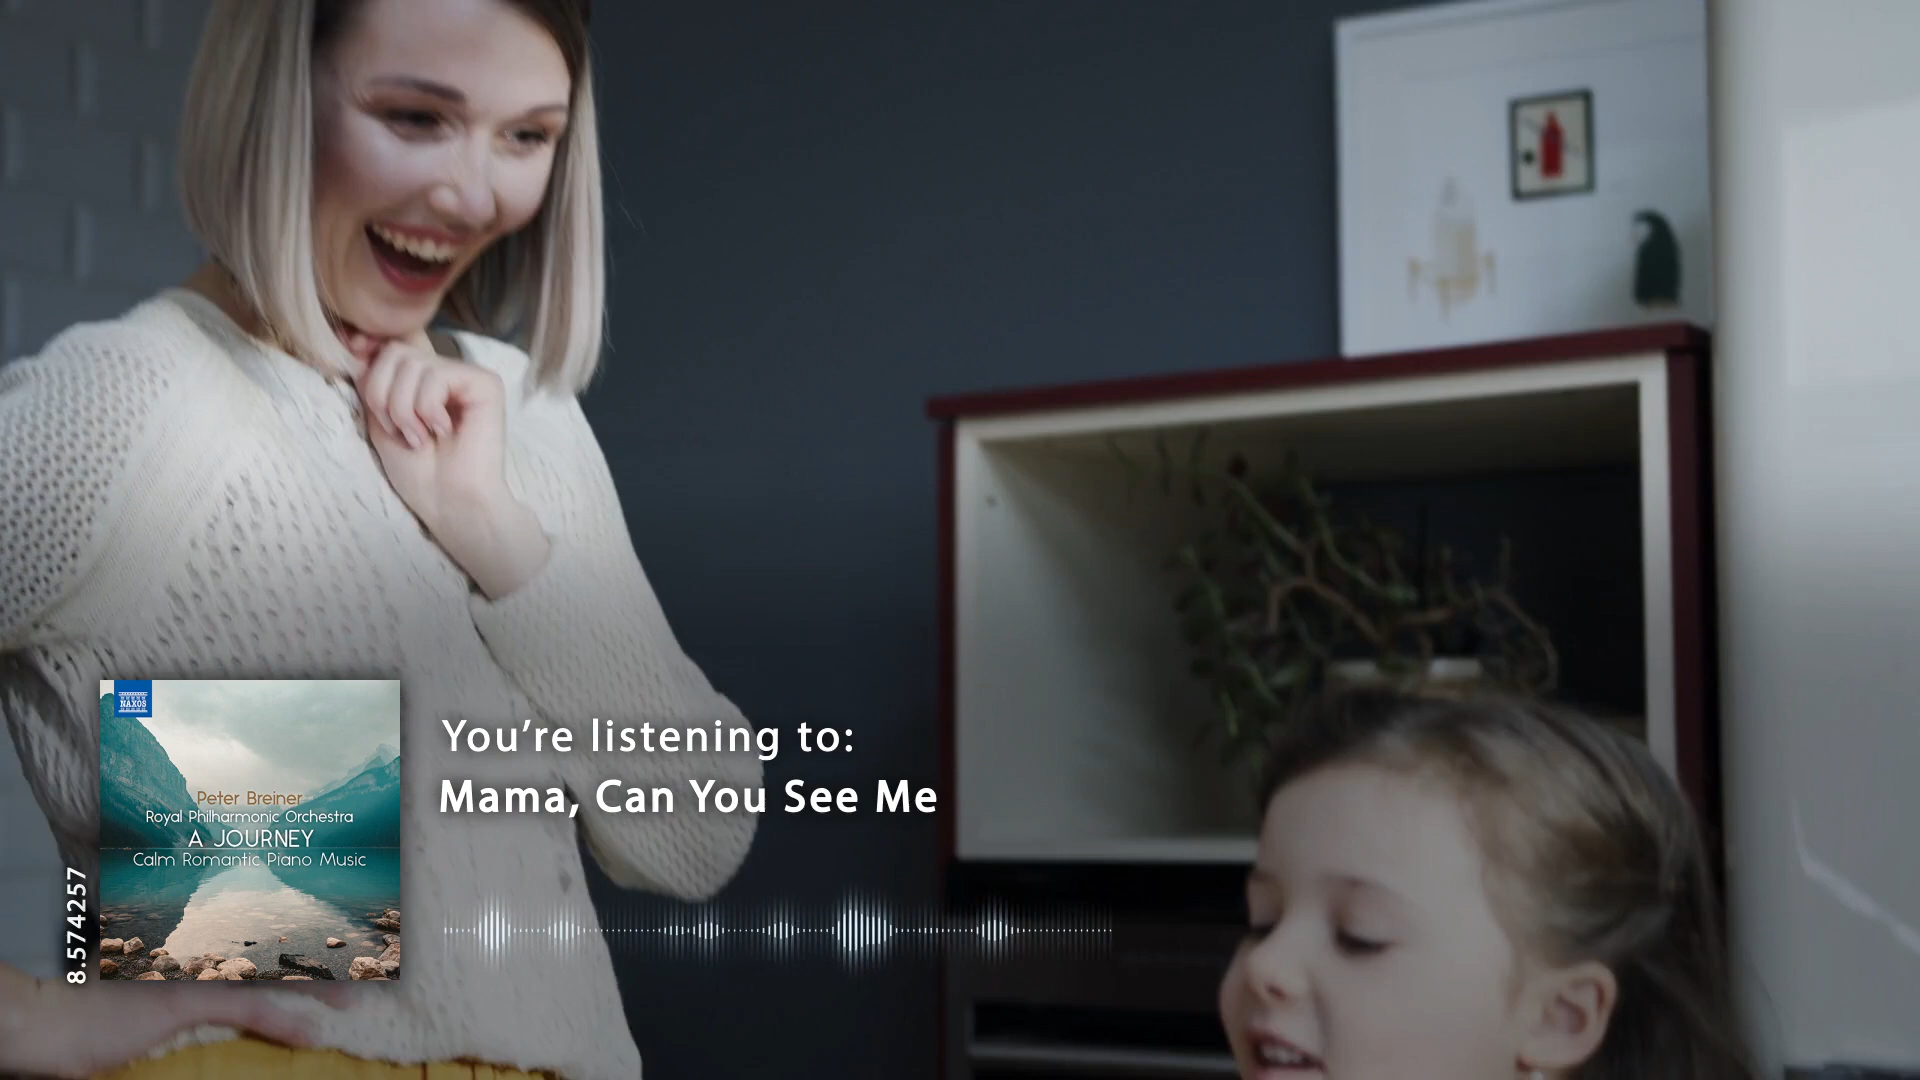 You’re listening to:
Mama, Can You See Me
NAXOS
Peter Breiner
Royal Philharmonic Orchestra
A JOURNEY
Calm Romantic Piano Music
8.574257